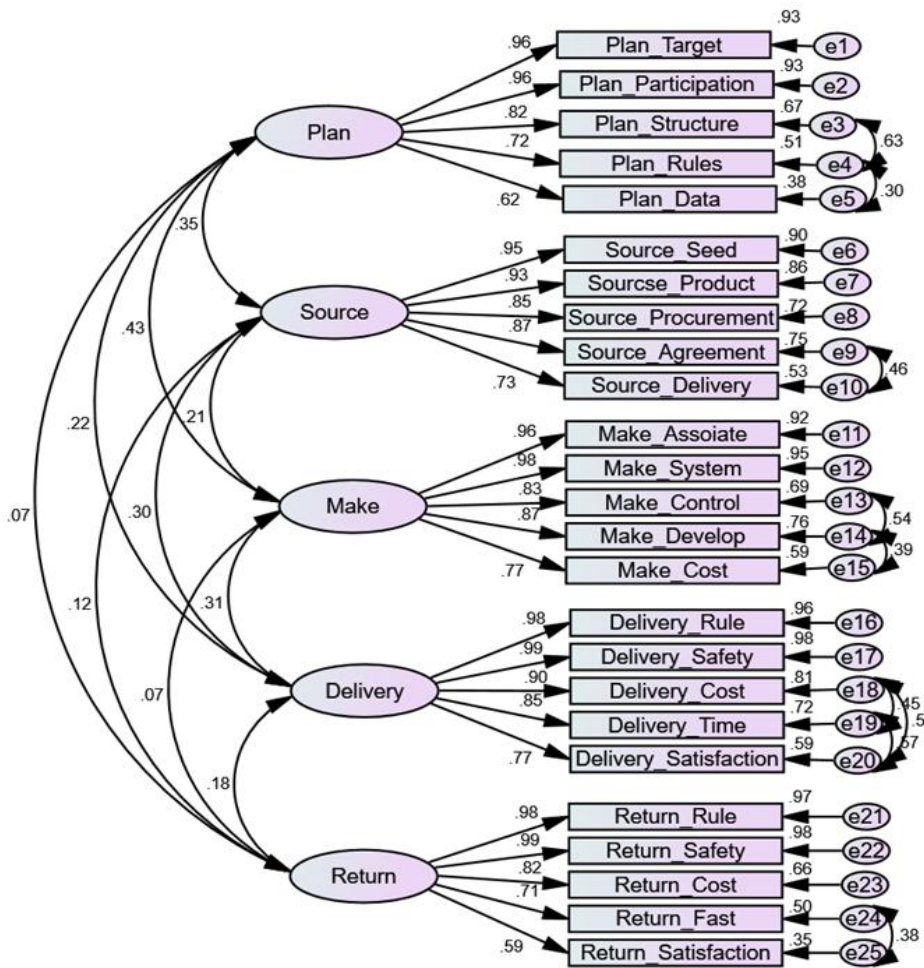 .93
.96 Plan_Target e1
.96 Plan_Participation .93 e2
.82 Plan_Structure .67 e3
.63
Plan .72 Plan_Rules .51 e4
.30
.62 Plan_Data .38 e5
.35
.95 Source_Seed .90 e6
.93 Sourcse_Product .86 e7
Source .85 Source_Procurement .72 e8
.43 .87 Source_Agreement .75 e9
.46
.73 Source_Delivery .53 e10
.22 .21
.96 Make_Assoiate .92 e11
.98 Make_System .95 e12
.07 .30 Make .83 Make_Control .69 e13
.54
.87 Make_Develop .76 e14
.39
.77 Make_Cost .59 e15
.12 .31
.98 Delivery_Rule .96 e16
.99 Delivery_Safety .98 e17
.07 Delivery .90 Delivery_Cost .81 e18
.45 .5
.85 Delivery_Time .72 e19
.57
.77 Delivery_Satisfaction .59 e20
.18
.98 Return_Rule .97 e21
.99 Return_Safety .98 e22
Return .82 Return_Cost .66 e23
.71 Return_Fast .50 e24
.38
.59 Return_Satisfaction .35 e25